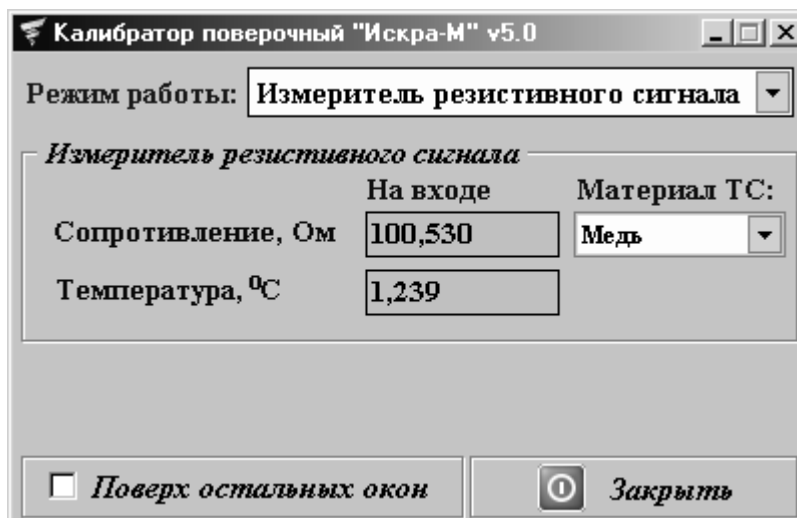 Калибратор поверочный "Искра-М" v5.0
Режим работы: Измеритель резистивного сигнала
Измеритель резистивного сигнала
На входе Материал ТС:
Сопротивление, Ом 100,530 Медь
Температура, ⁰С 1,239
Поверх остальных окон Закрыть